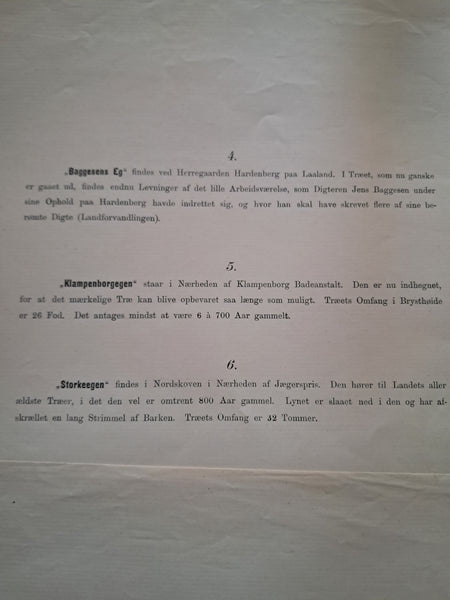 4.
„Baggesens Eg“ findes ved Herregaarden Hardenberg paa Laaland. I Træet, som nu ganske
er gaaet ud, findes endnu Levninger af det lille Arbeidsværelse, som Digteren Jens Baggesen under
sine Ophold paa Hardenberg havde indrettet sig, og hvor han skal have skrevet flere af sine be-
rømte Digte (Landforvandlingen).
5.
„Klampenborgegen“ staar i Nærheden af Klampenborg Badeanstalt. Den er nu indhegnet,
for at det mærkelige Træ kan blive opbevaret saa længe som muligt. Træets Omfang i Brysthøide
er 26 Fod. Det antages mindst at være 6 à 700 Aar gammelt.
6.
„Storkeegen“ findes i Nordskoven i Nærheden af Jægerspris. Den hører til Landets aller
ældste Træer, i det den vel er omtrent 800 Aar gammel. Lynet er slaaet ned i den og har af-
skrællet en lang Strimmel af Barken. Træets Omfang er 32 Tommer.